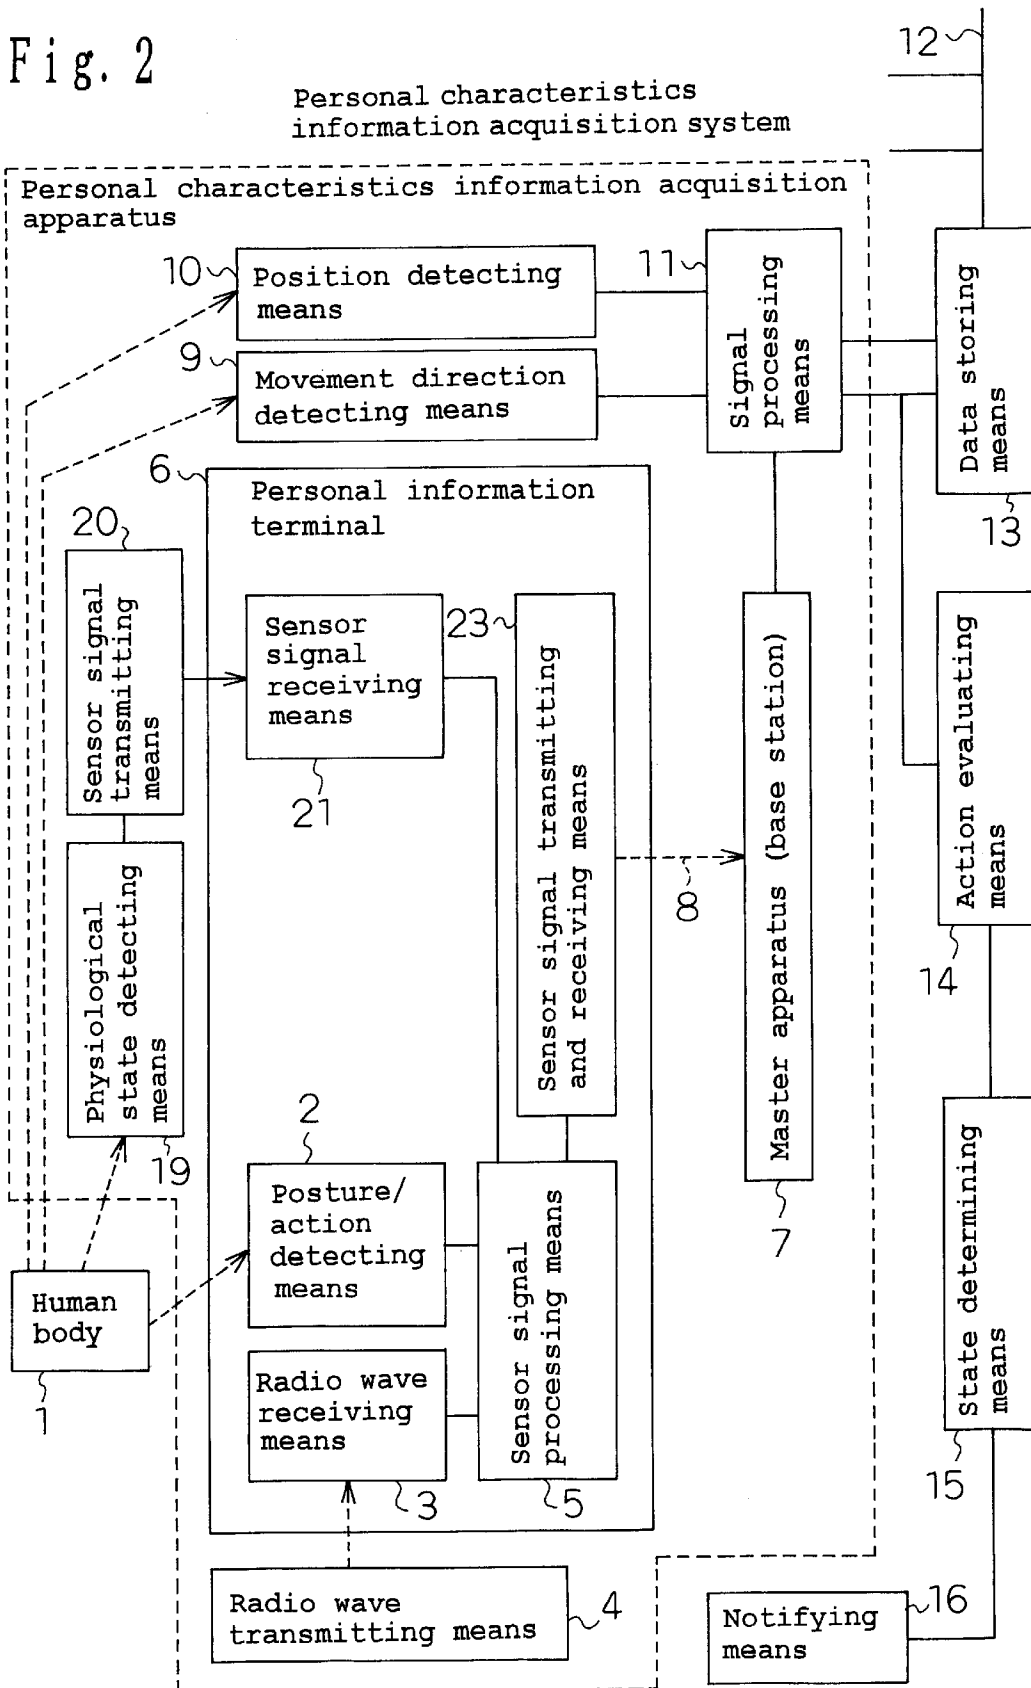 Fig. 2
12
Personal characteristics
information acquisition system
Personal characteristics information acquisition
apparatus
10
Position detecting
means
11
Signal
processing
means
Data storing
means
13
9
Movement direction
detecting means
6
Personal information
terminal
20
Sensor signal
transmitting
means
Sensor
signal
receiving
means
21
23
Sensor signal transmitting
and receiving means
8
Master apparatus (base station)
7
Action evaluating
means
14
Physiological
state detecting
means
19
2
Posture/
action
detecting
means
Sensor signal
processing means
5
Human
body
1
Radio wave
receiving
means
3
State determining
means
15
Radio wave
transmitting means
4
Notifying
means
16